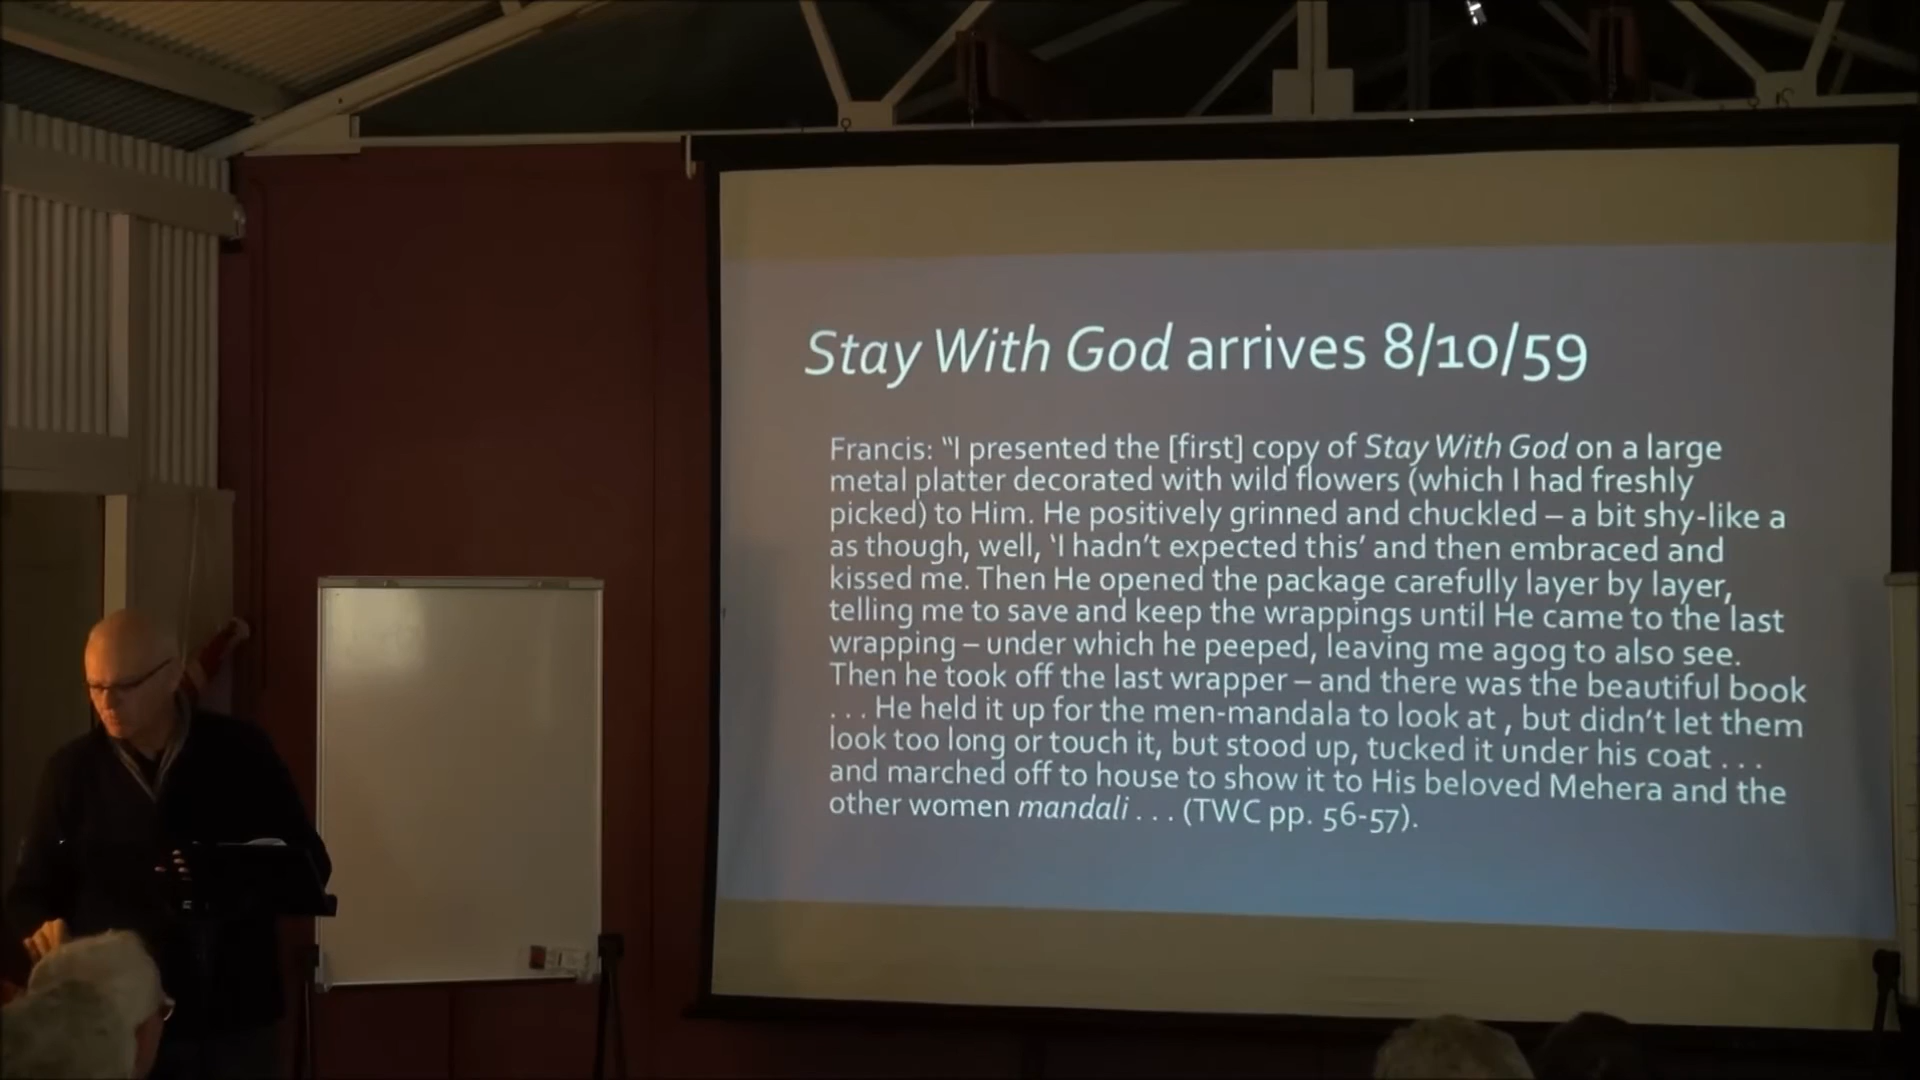 Stay With God arrives 8/10/59
Francis: “I presented the [first] copy of Stay With God on a large
metal platter decorated with wild flowers (which I had freshly
picked) to Him. He positively grinned and chuckled – a bit shy-like a
as though, well, ‘I hadn’t expected this’ and then embraced and
kissed me. Then He opened the package carefully layer by layer,
telling me to save and keep the wrappings until He came to the last
wrapping – under which he peeped, leaving me agog to also see.
Then he took off the last wrapper – and there was the beautiful book
. . . He held it up for the men-mandala to look at , but didn’t let them
look too long or touch it, but stood up, tucked it under his coat . . .
and marched off to house to show it to His beloved Mehera and the
other women mandali . . . (TWC pp. 56-57).